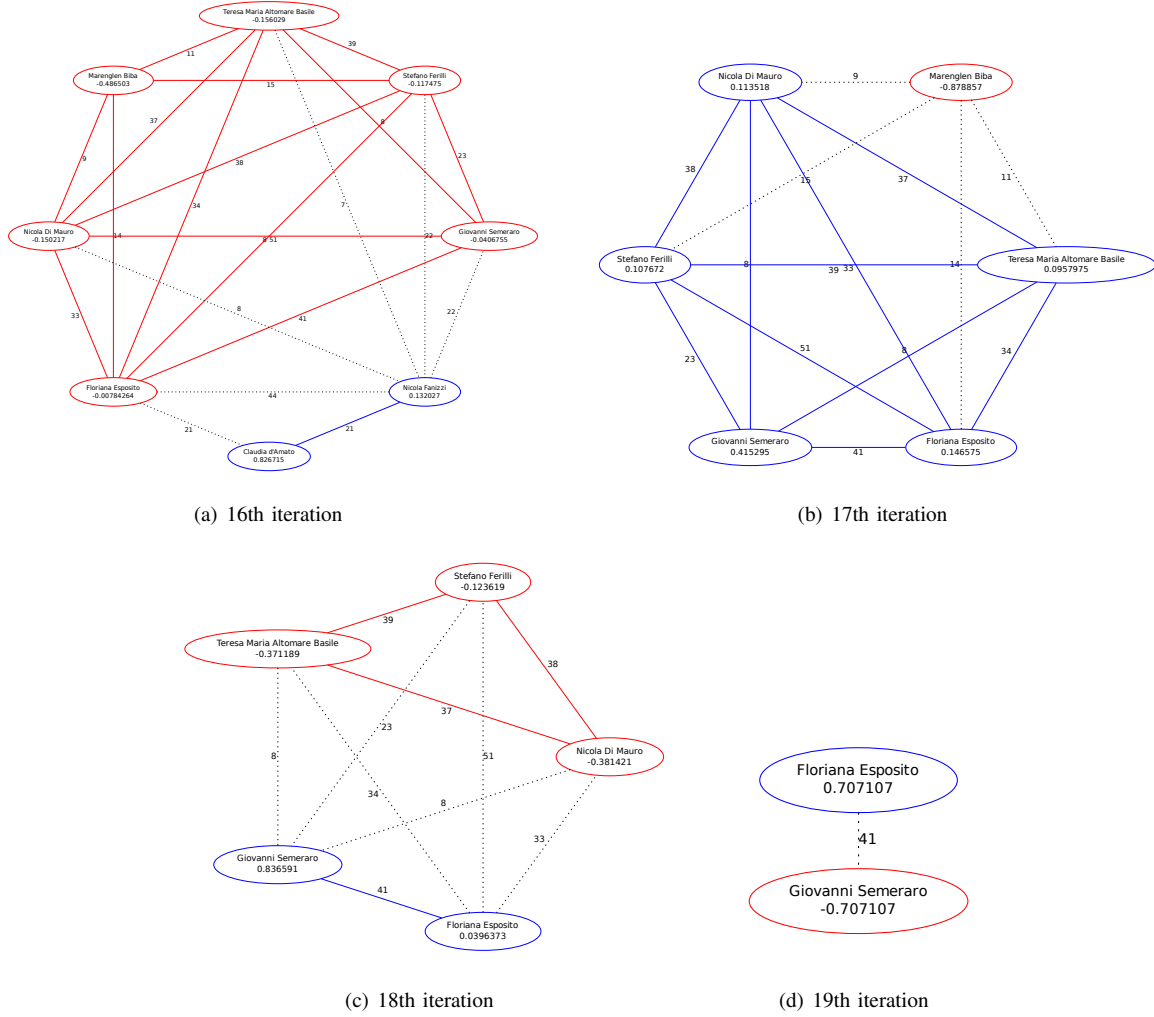 Teresa Maria Altomare Basile
-0.156029
11
39
Marenglen Biba
-0.486503
Stefano Ferilli
-0.117475
15
37
8
9
38
23
34
7
Nicola Di Mauro
-0.150217
14
8
51
22
Giovanni Semeraro
-0.0406755
33
8
41
22
Floriana Esposito
-0.00784264
44
Nicola Fanizzi
0.132027
21
21
Claudia d'Amato
0.826715
(a) 16th iteration
Nicola Di Mauro
0.113518
9
Marenglen Biba
-0.878857
38
15
37
11
Stefano Ferilli
0.107672
8
39
33
14
Teresa Maria Altomare Basile
0.0957975
23
51
8
34
Giovanni Semeraro
0.415295
41
Floriana Esposito
0.146575
(b) 17th iteration
Stefano Ferilli
-0.123619
39
Teresa Maria Altomare Basile
-0.371189
38
37
23
8
51
Nicola Di Mauro
-0.381421
34
8
33
Giovanni Semeraro
0.836591
41
Floriana Esposito
0.0396373
(c) 18th iteration
Floriana Esposito
0.707107
41
Giovanni Semeraro
-0.707107
(d) 19th iteration